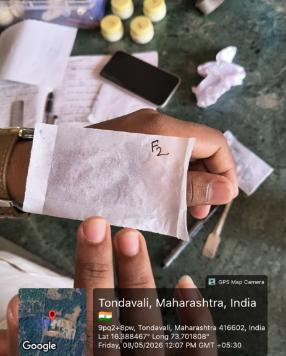 F2
GPS Map Camera
Tondavali, Maharashtra, India
9pq2+8pw, Tondavali, Maharashtra 416602, India
Lat 16.388467° Long 73.701808°
Friday, 08/05/2026 12:07 PM GMT +05:30
Google